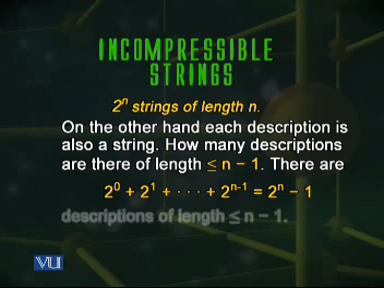 INCOMPRESSIBLE
STRINGS
2ⁿ strings of length n.
On the other hand each description is
also a string. How many descriptions
are there of length ≤ n − 1. There are
2⁰ + 2¹ + · · · + 2ⁿ⁻¹ = 2ⁿ − 1
descriptions of length ≤ n − 1.
VU